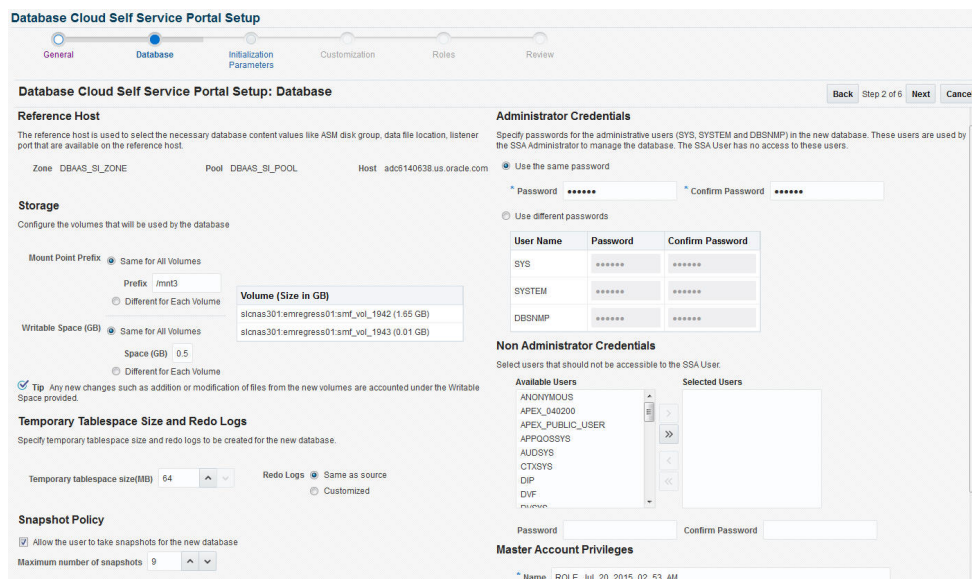 Database Cloud Self Service Portal Setup
General
Database
Initialization
Parameters
Customization
Roles
Review
Database Cloud Self Service Portal Setup: Database
Back Step 2 of 6 Next Cancel
Reference Host
The reference host is used to select the necessary database content values like ASM disk group, data file location, listener
port that are available on the reference host.
Zone DBAAS_SI_ZONE Pool DBAAS_SI_POOL Host adc6140638.us.oracle.com
Storage
Configure the volumes that will be used by the database
Mount Point Prefix Same for All Volumes
Prefix /mnt3
Different for Each Volume
Writable Space (GB) Same for All Volumes
Space (GB) 0.5
Different for Each Volume
Volume (Size in GB)
slcnas301:emregress01:smf_vol_1942 (1.65 GB)
slcnas301:emregress01:smf_vol_1943 (0.01 GB)
Tip Any new changes such as addition or modification of files from the new volumes are accounted under the Writable
Space provided.
Temporary Tablespace Size and Redo Logs
Specify temporary tablespace size and redo logs to be created for the new database.
Temporary tablespace size(MB) 64
Redo Logs Same as source
Customized
Snapshot Policy
Allow the user to take snapshots for the new database
Maximum number of snapshots 9
Administrator Credentials
Specify passwords for the administrative users (SYS, SYSTEM and DBSNMP) in the new database. These users are used by
the SSA Administrator to manage the database. The SSA User has no access to these users.
Use the same password
* Password •••••• * Confirm Password ••••••
Use different passwords
User Name Password Confirm Password
SYS •••••• ••••••
SYSTEM •••••• ••••••
DBSNMP •••••• ••••••
Non Administrator Credentials
Select users that should not be accessible to the SSA User.
Available Users
ANONYMOUS
APEX_040200
APEX_PUBLIC_USER
APPQOSSYS
AUDSYS
CTXSYS
DIP
DVF
DVSYS
Selected Users
Password Confirm Password
Master Account Privileges
* Name ROLE_Jul_20_2015_02_53_AM